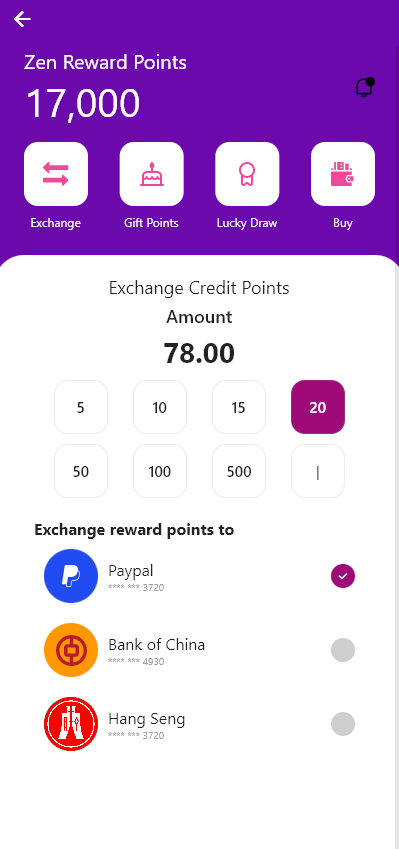 Zen Reward Points
17,000
Exchange
Gift Points
Lucky Draw
Buy
Exchange Credit Points
Amount
78.00
5
10
15
20
50
100
500
|
Exchange reward points to
Paypal
**** *** 3720
Bank of China
**** *** 4930
Hang Seng
**** *** 3720